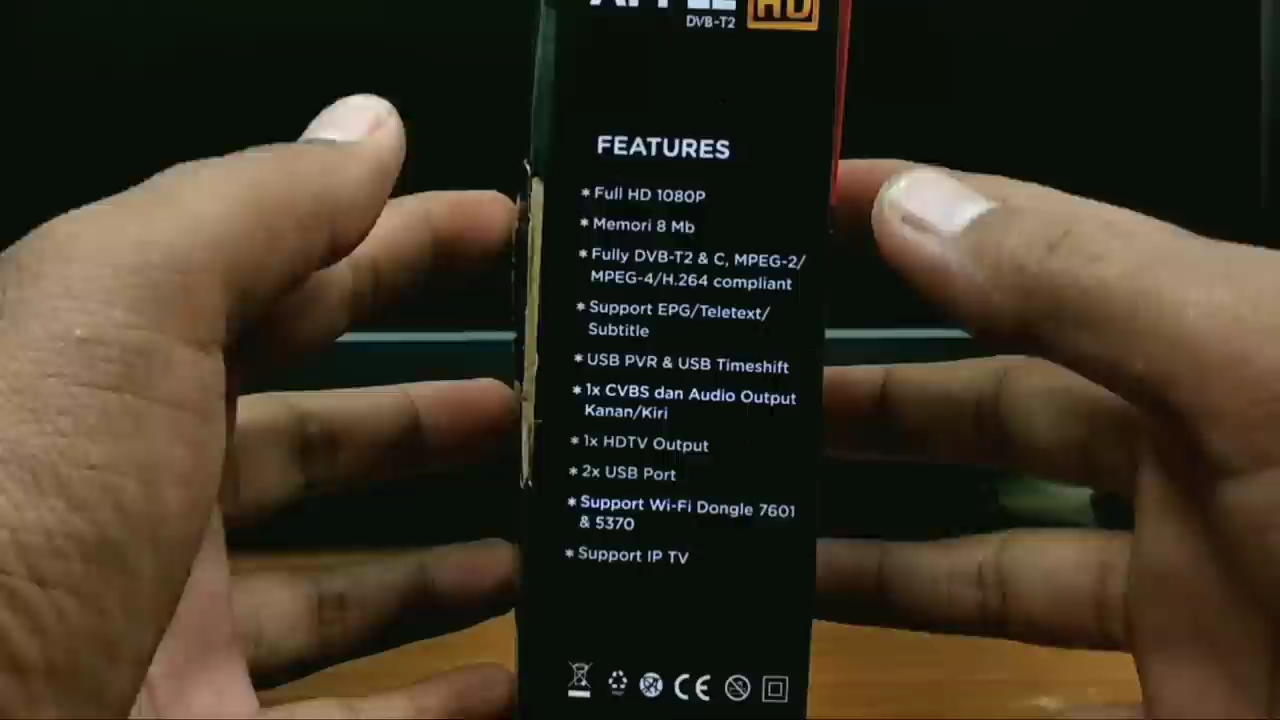 APPLE HD
DVB-T2
FEATURES
* Full HD 1080P
* Memori 8 Mb
* Fully DVB-T2 & C, MPEG-2/
MPEG-4/H.264 compliant
* Support EPG/Teletext/
Subtitle
* USB PVR & USB Timeshift
* 1x CVBS dan Audio Output
Kanan/Kiri
* 1x HDTV Output
* 2x USB Port
* Support Wi-Fi Dongle 7601
& 5370
* Support IP TV
CE